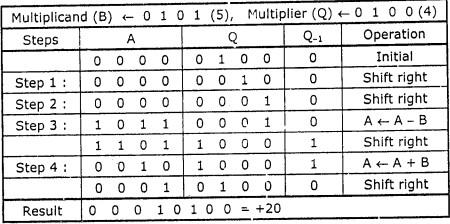 Multiplicand (B) ← 0 1 0 1 (5), Multiplier (Q) ← 0 1 0 0 (4)
Steps A Q Q-1 Operation
0 0 0 0 0 1 0 0 0 Initial
Step 1 : 0 0 0 0 0 0 1 0 0 Shift right
Step 2 : 0 0 0 0 0 0 0 1 0 Shift right
Step 3 : 1 0 1 1 0 0 0 1 0 A ← A – B
1 1 0 1 1 0 0 0 1 Shift right
Step 4 : 0 0 1 0 1 0 0 0 1 A ← A + B
0 0 0 1 0 1 0 0 0 Shift right
Result 0 0 0 1 0 1 0 0 = +20